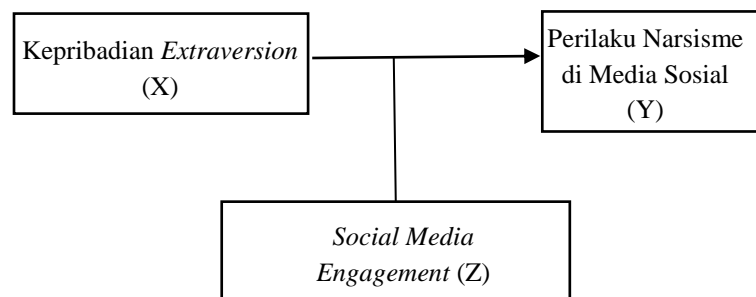 Kepribadian Extraversion
(X)
Perilaku Narsisme
di Media Sosial
(Y)
Social Media
Engagement (Z)